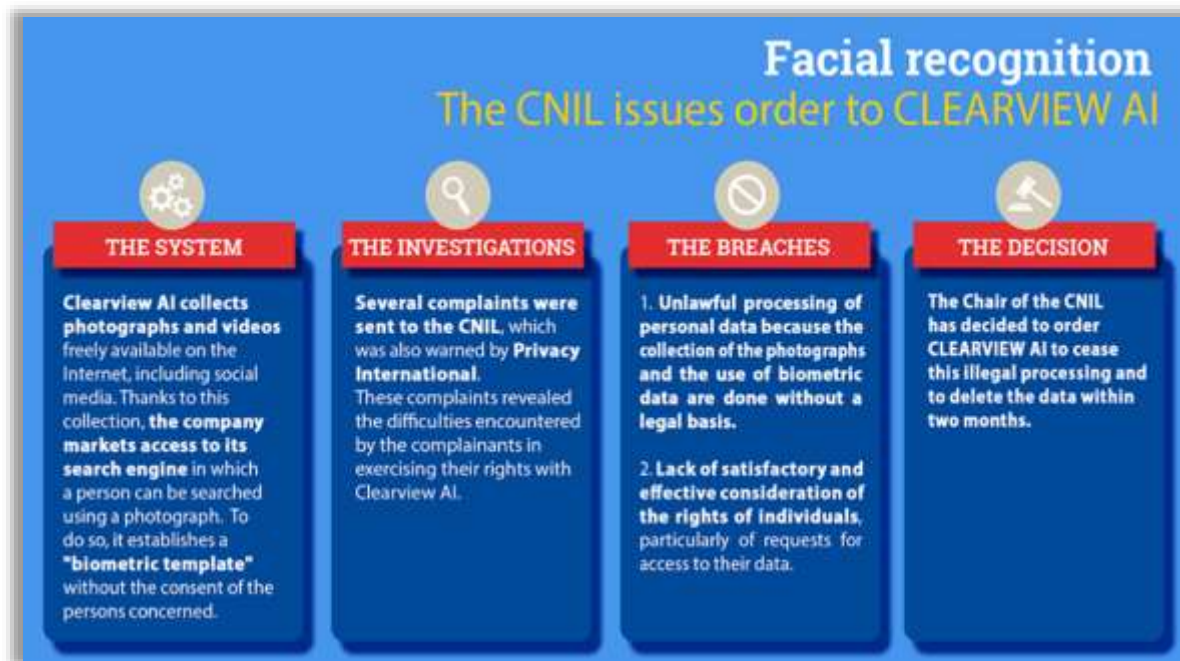 Facial recognition
The CNIL issues order to CLEARVIEW AI
THE SYSTEM
Clearview AI collects
photographs and videos
freely available on the
Internet, including social
media. Thanks to this
collection, the company
markets access to its
search engine in which
a person can be searched
using a photograph. To
do so, it establishes a
"biometric template"
without the consent of the
persons concerned.
THE INVESTIGATIONS
Several complaints were
sent to the CNIL, which
was also warned by Privacy
International.
These complaints revealed
the difficulties encountered
by the complainants in
exercising their rights with
Clearview AI.
THE BREACHES
1. Unlawful processing of
personal data because the
collection of the photographs
and the use of biometric
data are done without a
legal basis.
2. Lack of satisfactory and
effective consideration of
the rights of individuals,
particularly of requests for
access to their data.
THE DECISION
The Chair of the CNIL
has decided to order
CLEARVIEW AI to cease
this illegal processing and
to delete the data within
two months.